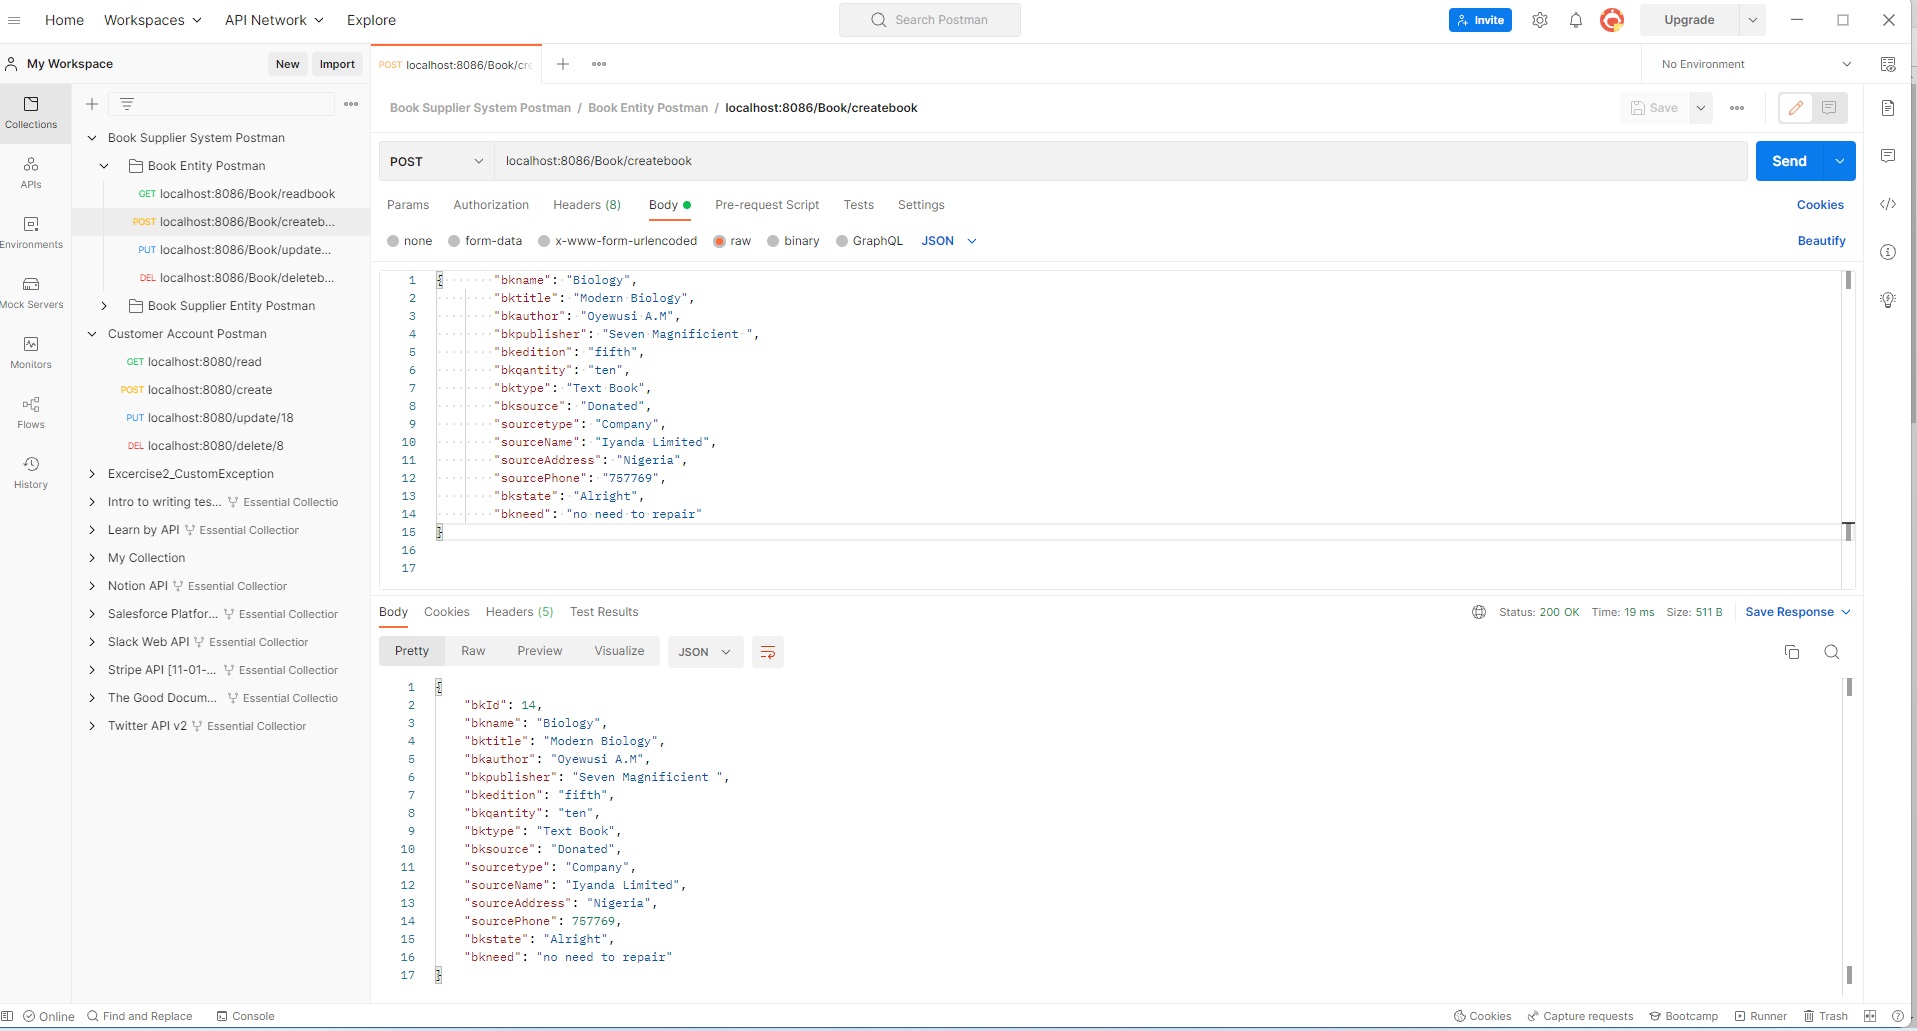 Home Workspaces API Network Explore Search Postman Invite Upgrade
My Workspace New Import POST localhost:8086/Book/cre No Environment
Collections
APIs
Environments
Mock Servers
Monitors
Flows
History
Book Supplier System Postman
Book Entity Postman
GET localhost:8086/Book/readbook
POST localhost:8086/Book/createb...
PUT localhost:8086/Book/update...
DEL localhost:8086/Book/deleteb...
Book Supplier Entity Postman
Customer Account Postman
GET localhost:8080/read
POST localhost:8080/create
PUT localhost:8080/update/18
DEL localhost:8080/delete/8
Excercise2_CustomException
Intro to writing tes... Essential Collectio
Learn by API Essential Collection
My Collection
Notion API Essential Collection
Salesforce Platfor... Essential Collection
Slack Web API Essential Collection
Stripe API [11-01-... Essential Collection
The Good Docum... Essential Collectio
Twitter API v2 Essential Collection
Book Supplier System Postman / Book Entity Postman / localhost:8086/Book/createbook Save
POST localhost:8086/Book/createbook Send
Params Authorization Headers (8) Body Pre-request Script Tests Settings Cookies
none form-data x-www-form-urlencoded raw binary GraphQL JSON Beautify
1 { "bkname": "Biology",
2 "bktitle": "Modern Biology",
3 "bkauthor": "Oyewusi A.M",
4 "bkpublisher": "Seven Magnificient ",
5 "bkedition": "fifth",
6 "bkqantity": "ten",
7 "bktype": "Text Book",
8 "bksource": "Donated",
9 "sourcetype": "Company",
10 "sourceName": "Iyanda Limited",
11 "sourceAddress": "Nigeria",
12 "sourcePhone": "757769",
13 "bkstate": "Alright",
14 "bkneed": "no need to repair"
15 }
16
17
Body Cookies Headers (5) Test Results Status: 200 OK Time: 19 ms Size: 511 B Save Response
Pretty Raw Preview Visualize JSON
1 {
2 "bkId": 14,
3 "bkname": "Biology",
4 "bktitle": "Modern Biology",
5 "bkauthor": "Oyewusi A.M",
6 "bkpublisher": "Seven Magnificient ",
7 "bkedition": "fifth",
8 "bkqantity": "ten",
9 "bktype": "Text Book",
10 "bksource": "Donated",
11 "sourcetype": "Company",
12 "sourceName": "Iyanda Limited",
13 "sourceAddress": "Nigeria",
14 "sourcePhone": 757769,
15 "bkstate": "Alright",
16 "bkneed": "no need to repair"
17 }
Online Find and Replace Console Cookies Capture requests Bootcamp Runner Trash